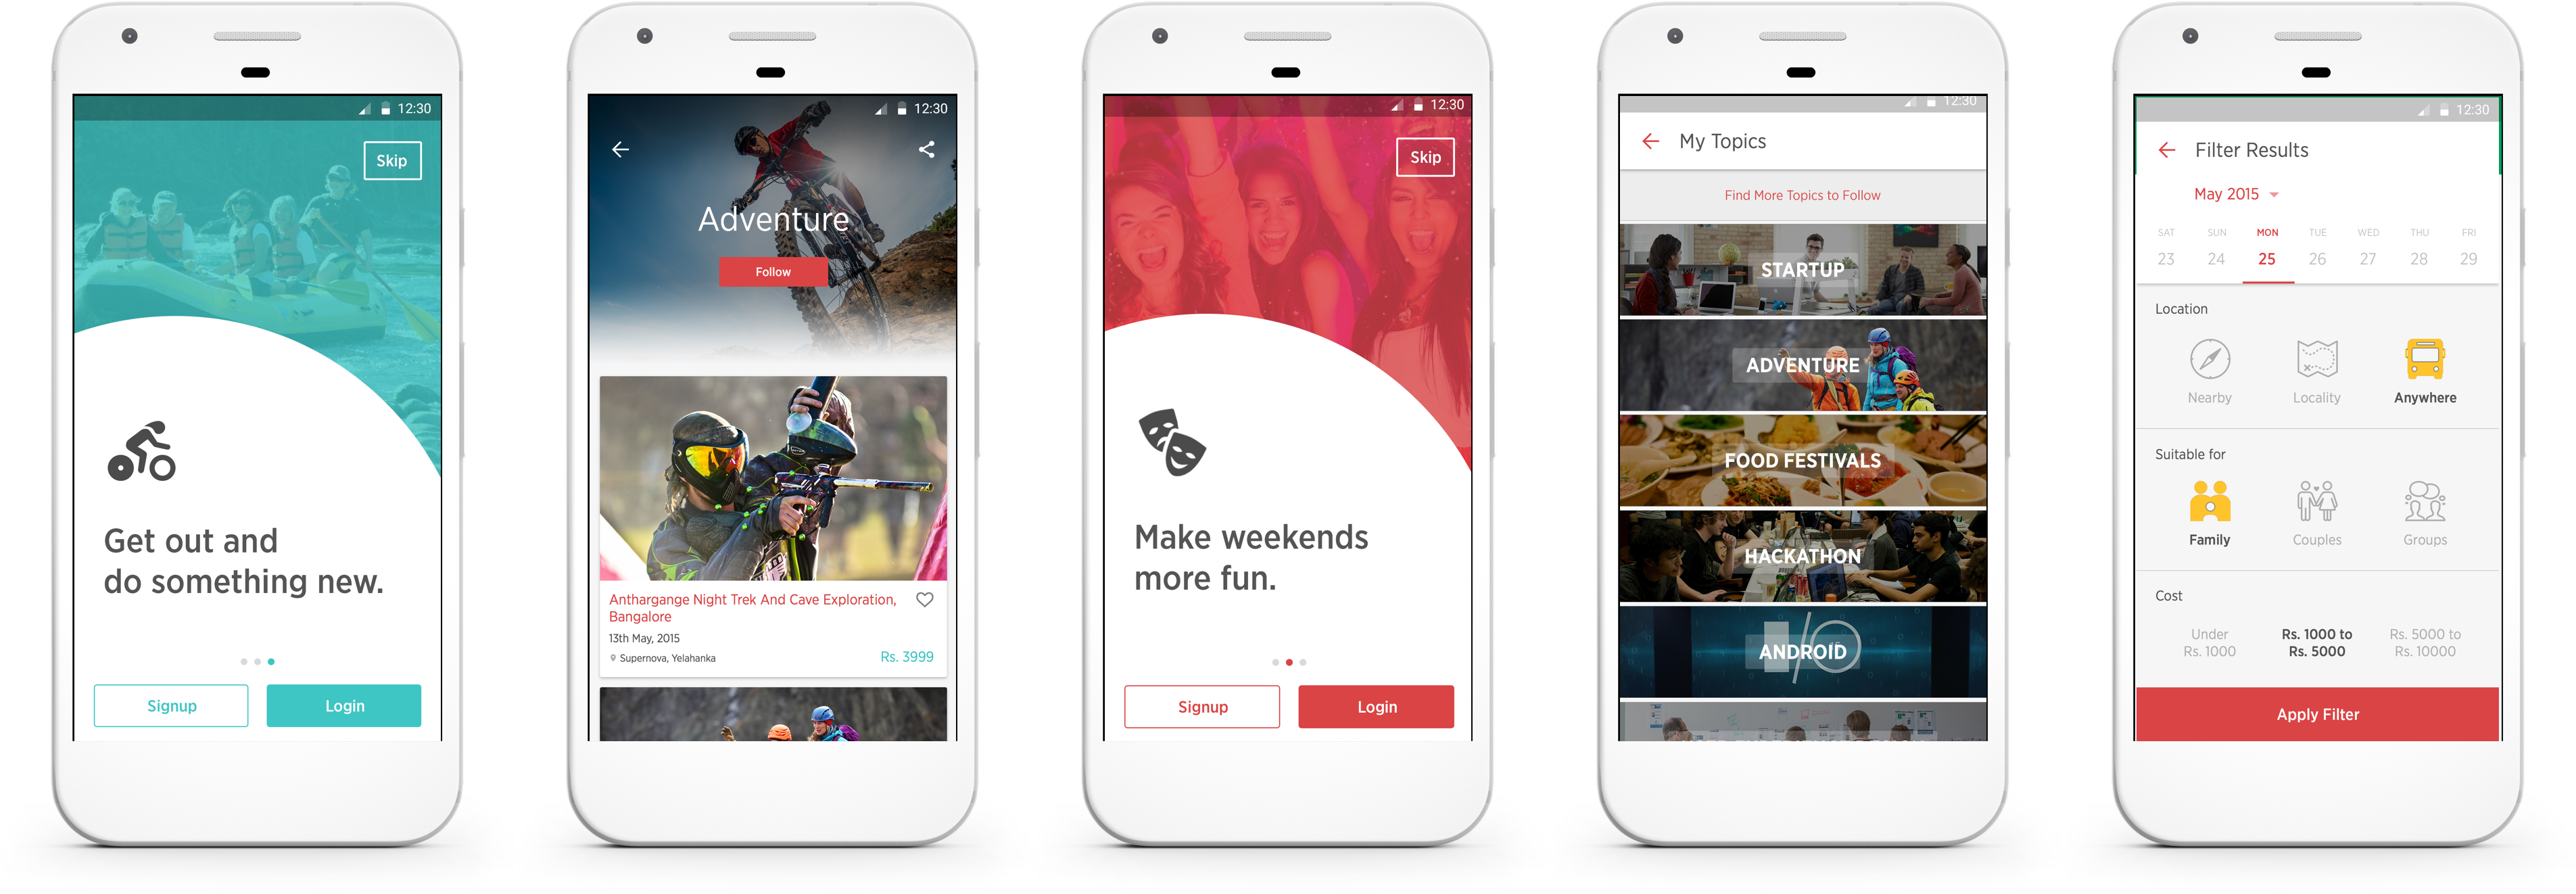 12:30
Skip
Get out and
do something new.
Signup
Login
12:30
Adventure
Follow
Anthargange Night Trek And Cave Exploration,
Bangalore
13th May, 2015
Supernova, Yelahanka
Rs. 3999
12:30
Skip
Make weekends
more fun.
Signup
Login
12:30
My Topics
Find More Topics to Follow
STARTUP
ADVENTURE
FOOD FESTIVALS
HACKATHON
I/O
ANDROID
12:30
Filter Results
May 2015
SAT SUN MON TUE WED THU FRI
23 24 25 26 27 28 29
Location
Nearby Locality Anywhere
Suitable for
Family Couples Groups
Cost
Under Rs. 1000 to Rs. 5000 to
Rs. 1000 Rs. 5000 Rs. 10000
Apply Filter